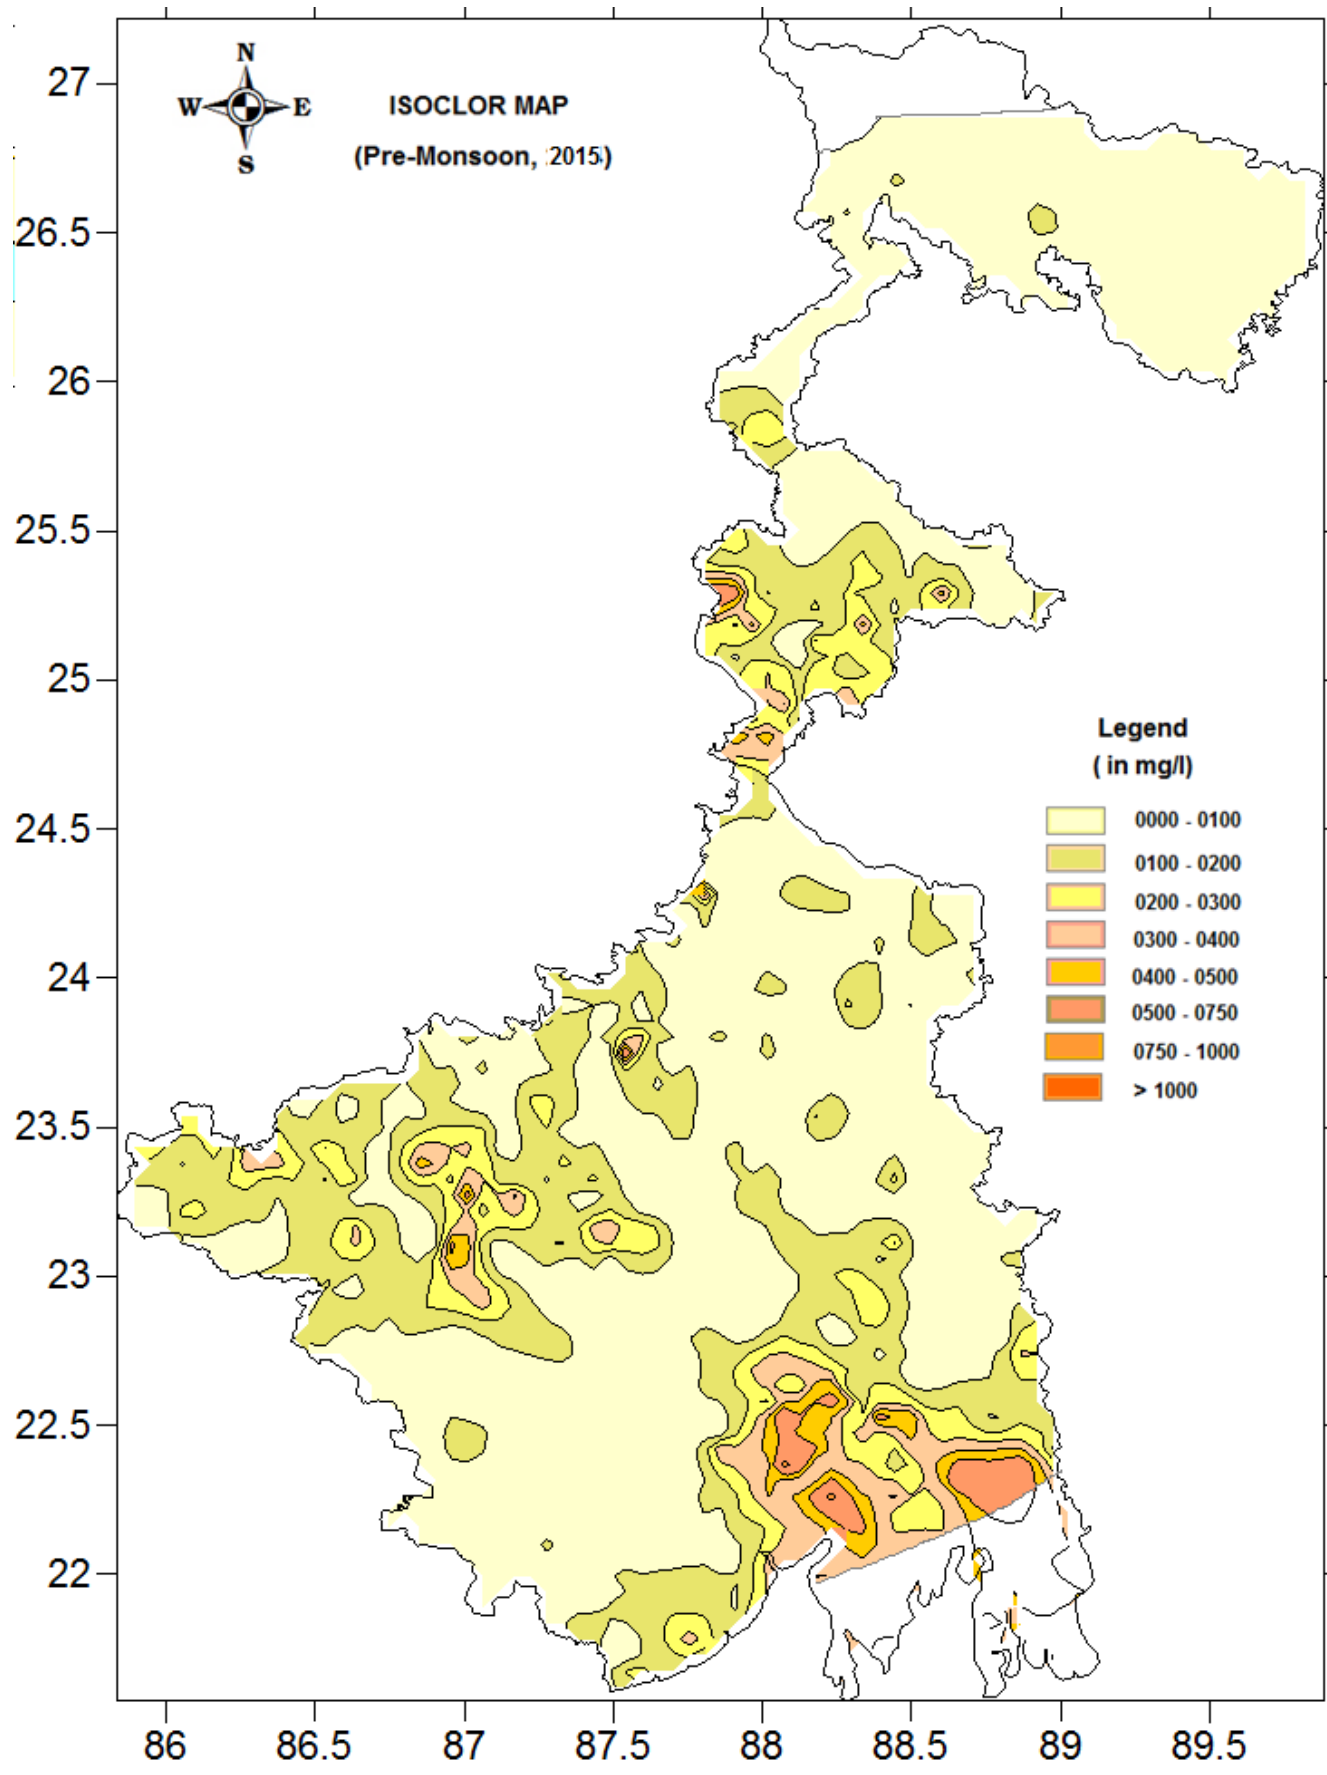 N
W E
S
ISOCLOR MAP
(Pre-Monsoon, 2015)
27
26.5
26
25.5
25
24.5
24
23.5
23
22.5
22
Legend
( in mg/l)
0000 - 0100
0100 - 0200
0200 - 0300
0300 - 0400
0400 - 0500
0500 - 0750
0750 - 1000
> 1000
86 86.5 87 87.5 88 88.5 89 89.5